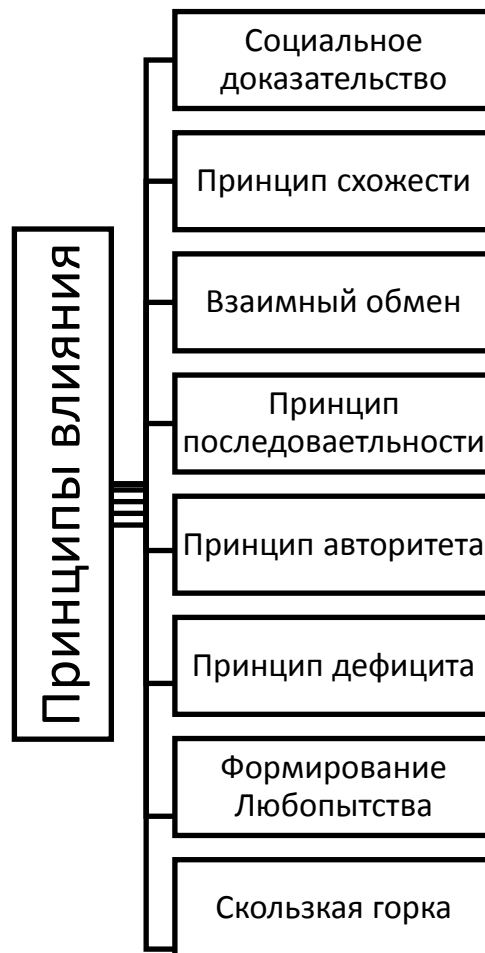 Принципы влияния
Социальное
доказательство
Принцип схожести
Взаимный обмен
Принцип
последоваетльности
Принцип авторитета
Принцип дефицита
Формирование
Любопытства
Скользкая горка